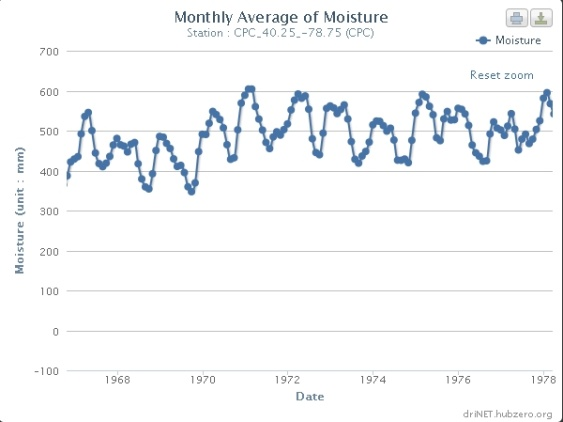 Monthly Average of Moisture
Station : CPC_40.25_-78.75 (CPC)
Moisture
Reset zoom
700
600
500
400
300
200
100
0
-100
Moisture (unit : mm)
1968
1970
1972
1974
1976
1978
Date
driNET.hubzero.org